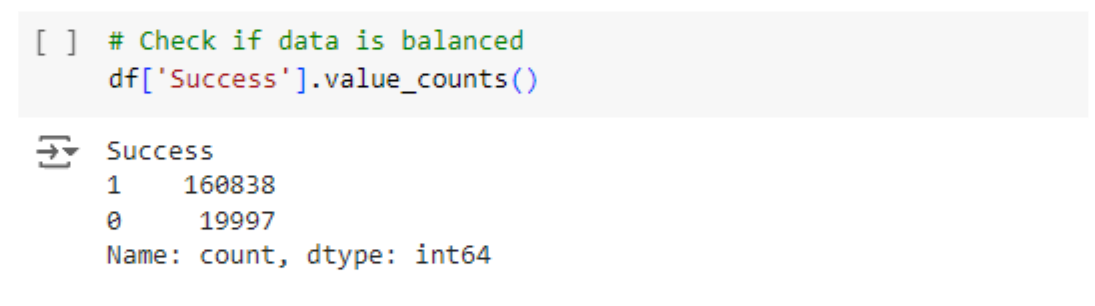 [ ] # Check if data is balanced
df['Success'].value_counts()
Success
1    160838
0     19997
Name: count, dtype: int64